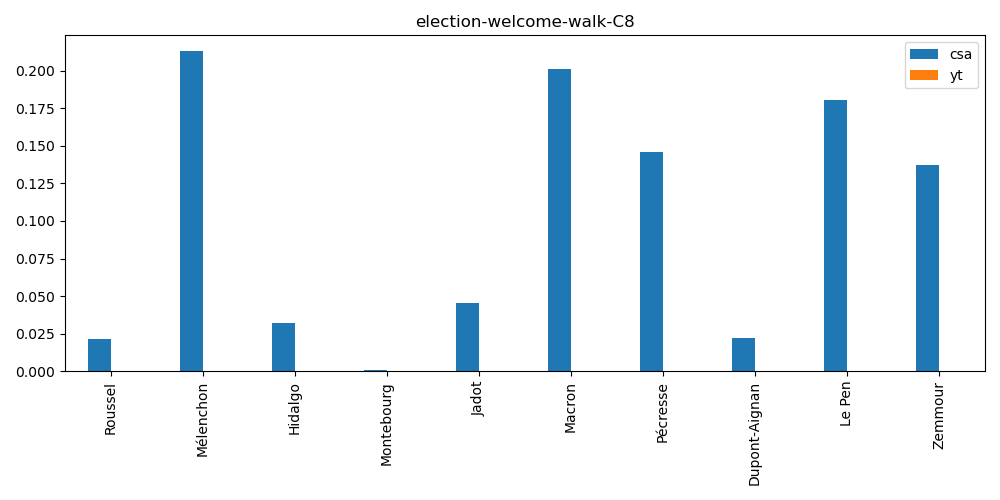 election-welcome-walk-C8
csa
yt
0.200
0.175
0.150
0.125
0.100
0.075
0.050
0.025
0.000
Roussel
Mélenchon
Hidalgo
Montebourg
Jadot
Macron
Pécresse
Dupont-Aignan
Le Pen
Zemmour